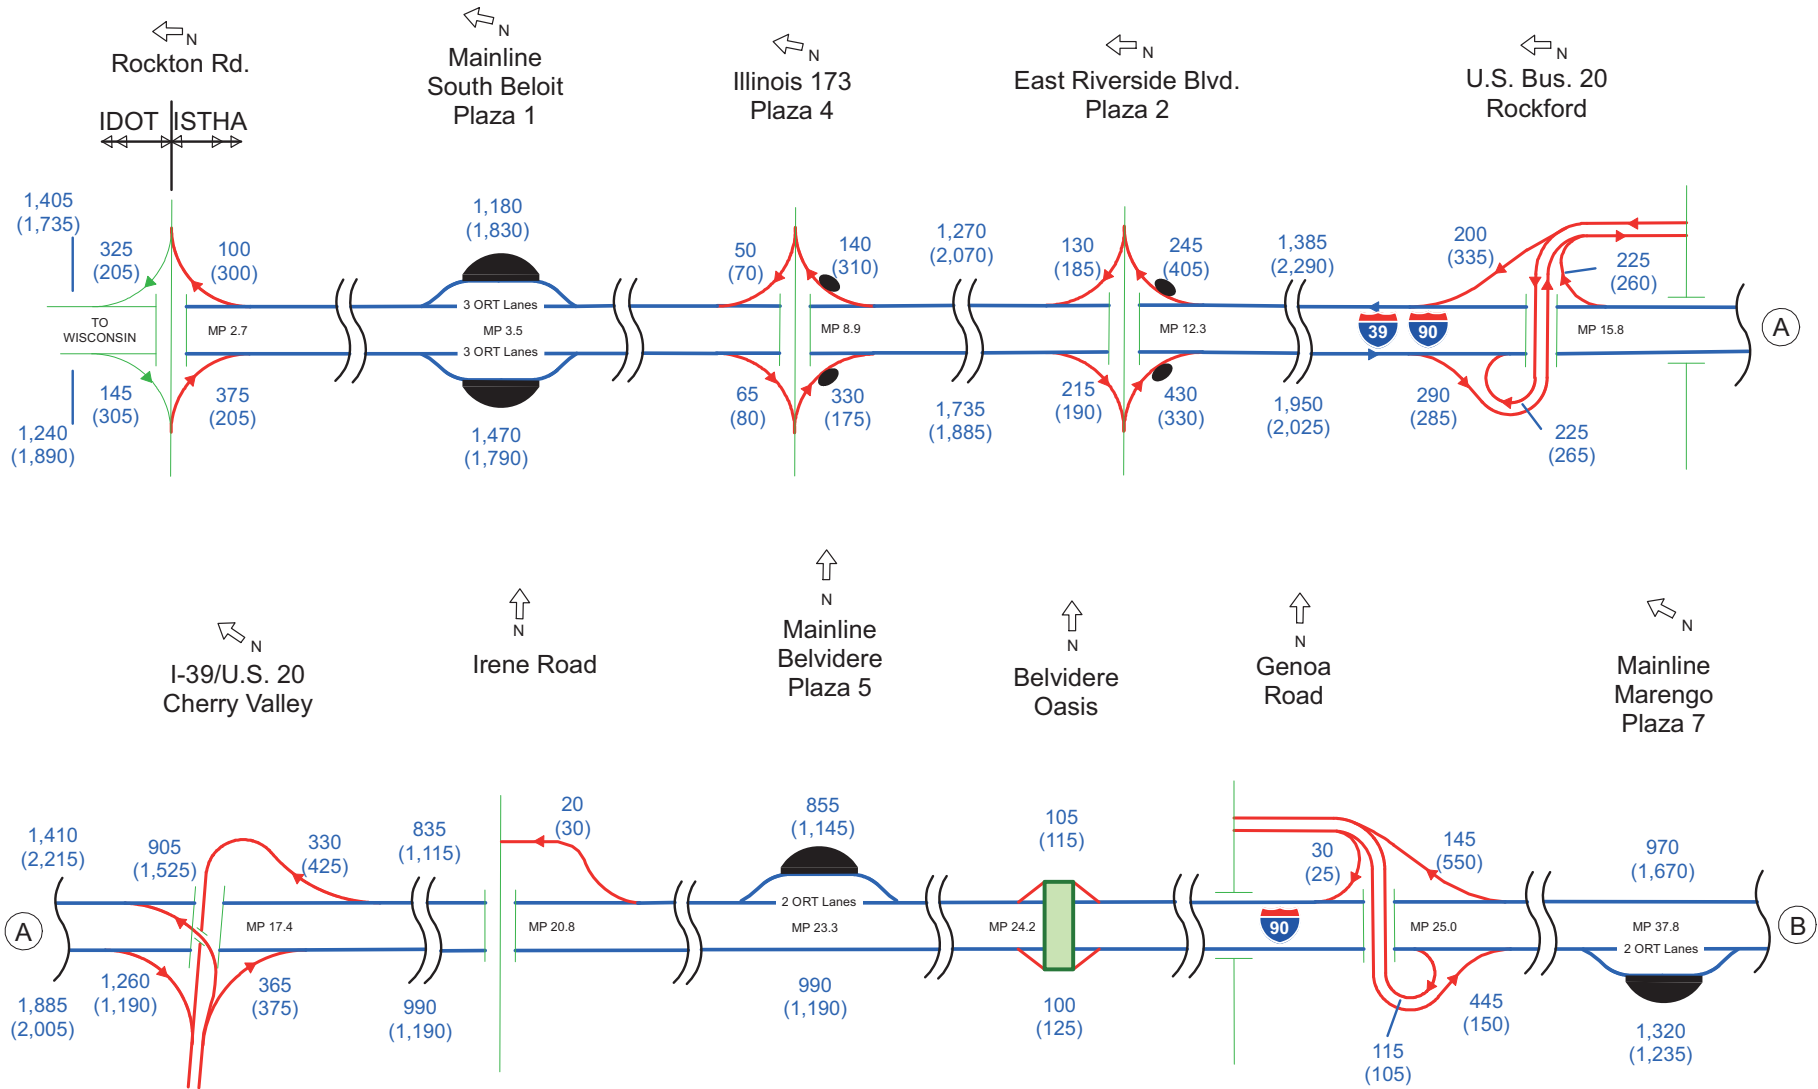 N
Rockton Rd.
IDOT
ISTHA
N
Mainline
South Beloit
Plaza 1
N
Illinois 173
Plaza 4
N
East Riverside Blvd.
Plaza 2
N
U.S. Bus. 20
Rockford
1,405
(1,735)
325
(205)
100
(300)
1,180
(1,830)
50
(70)
140
(310)
1,270
(2,070)
130
(185)
245
(405)
1,385
(2,290)
200
(335)
225
(260)
TO
WISCONSIN
MP 2.7
3 ORT Lanes
MP 3.5
3 ORT Lanes
MP 8.9
MP 12.3
39
90
MP 15.8
A
1,240
(1,890)
145
(305)
375
(205)
1,470
(1,790)
65
(80)
330
(175)
1,735
(1,885)
215
(190)
430
(330)
1,950
(2,025)
290
(285)
225
(265)
N
I-39/U.S. 20
Cherry Valley
N
Irene Road
N
Mainline
Belvidere
Plaza 5
N
Belvidere
Oasis
N
Genoa
Road
N
Mainline
Marengo
Plaza 7
1,410
(2,215)
905
(1,525)
330
(425)
835
(1,115)
20
(30)
855
(1,145)
105
(115)
30
(25)
145
(550)
970
(1,670)
A
MP 17.4
MP 20.8
2 ORT Lanes
MP 23.3
MP 24.2
90
MP 25.0
MP 37.8
2 ORT Lanes
B
1,885
(2,005)
1,260
(1,190)
365
(375)
990
(1,190)
990
(1,190)
100
(125)
115
(105)
445
(150)
1,320
(1,235)